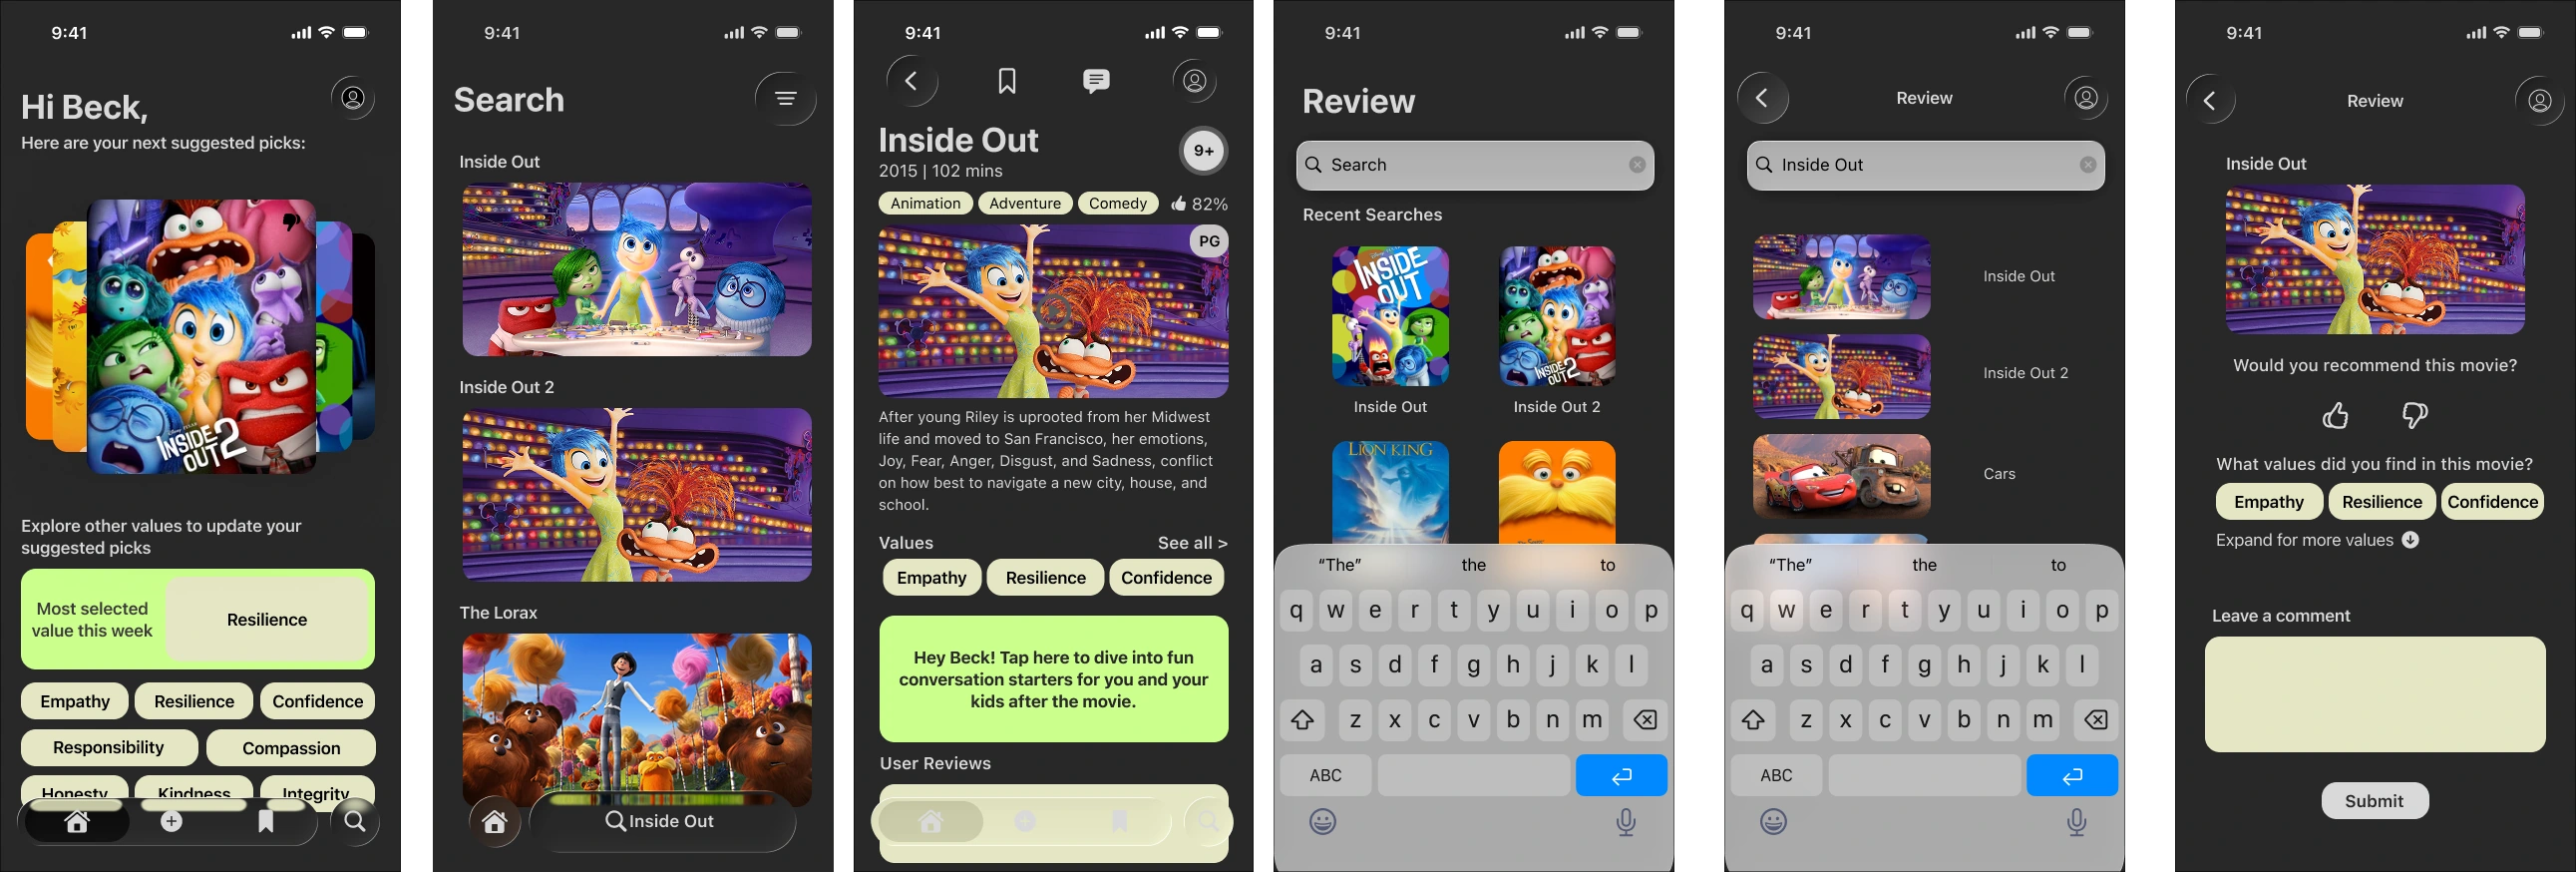 9:41
Hi Beck,
Here are your next suggested picks:
INSIDE
OUT 2
Explore other values to update your
suggested picks
Most selected
value this week
Resilience
Empathy
Resilience
Confidence
Responsibility
Compassion
Honesty
Kindness
Integrity
9:41
Search
Inside Out
Inside Out 2
The Lorax
Inside Out
9:41
Inside Out
9+
2015 | 102 mins
Animation
Adventure
Comedy
82%
PG
After young Riley is uprooted from her Midwest
life and moved to San Francisco, her emotions,
Joy, Fear, Anger, Disgust, and Sadness, conflict
on how best to navigate a new city, house, and
school.
Values
See all >
Empathy
Resilience
Confidence
Hey Beck! Tap here to dive into fun
conversation starters for you and your
kids after the movie.
User Reviews
9:41
Review
Search
Recent Searches
INSIDE
OUT
INSIDE
OUT 2
Inside Out
Inside Out 2
LION KING
“The”
the
to
q w e r t y u i o p
a s d f g h j k l
z x c v b n m
ABC
9:41
Review
Inside Out
Inside Out
Inside Out 2
Cars
“The”
the
to
q w e r t y u i o p
a s d f g h j k l
z x c v b n m
ABC
9:41
Review
Inside Out
Would you recommend this movie?
What values did you find in this movie?
Empathy
Resilience
Confidence
Expand for more values
Leave a comment
Submit